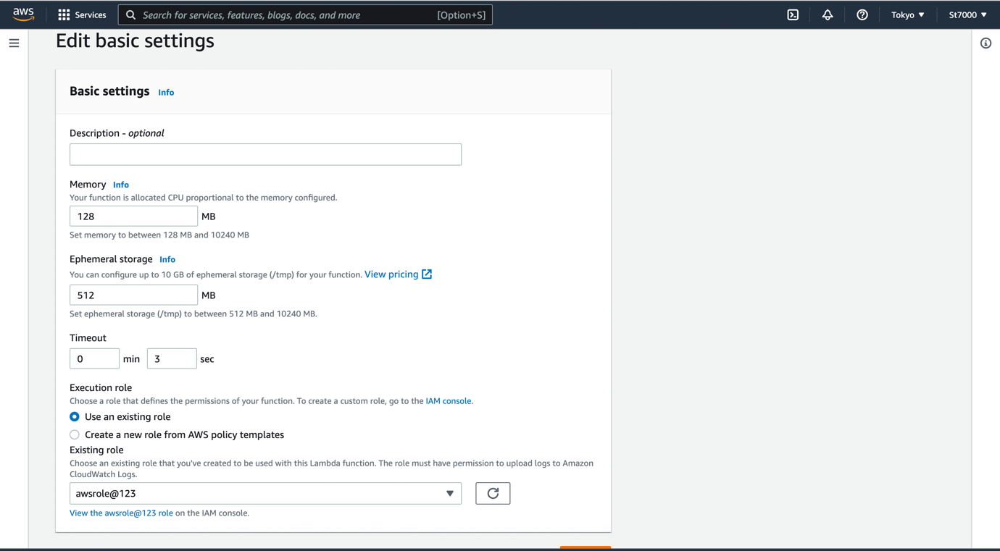 aws
Services
Search for services, features, blogs, docs, and more [Option+S]
Tokyo
St7000
Edit basic settings
Basic settings Info
Description - optional
Memory Info
Your function is allocated CPU proportional to the memory configured.
128 MB
Set memory to between 128 MB and 10240 MB
Ephemeral storage Info
You can configure up to 10 GB of ephemeral storage (/tmp) for your function. View pricing
512 MB
Set ephemeral storage (/tmp) to between 512 MB and 10240 MB.
Timeout
0 min 3 sec
Execution role
Choose a role that defines the permissions of your function. To create a custom role, go to the IAM console.
Use an existing role
Create a new role from AWS policy templates
Existing role
Choose an existing role that you've created to be used with this Lambda function. The role must have permission to upload logs to Amazon
CloudWatch Logs.
awsrole@123
View the awsrole@123 role on the IAM console.